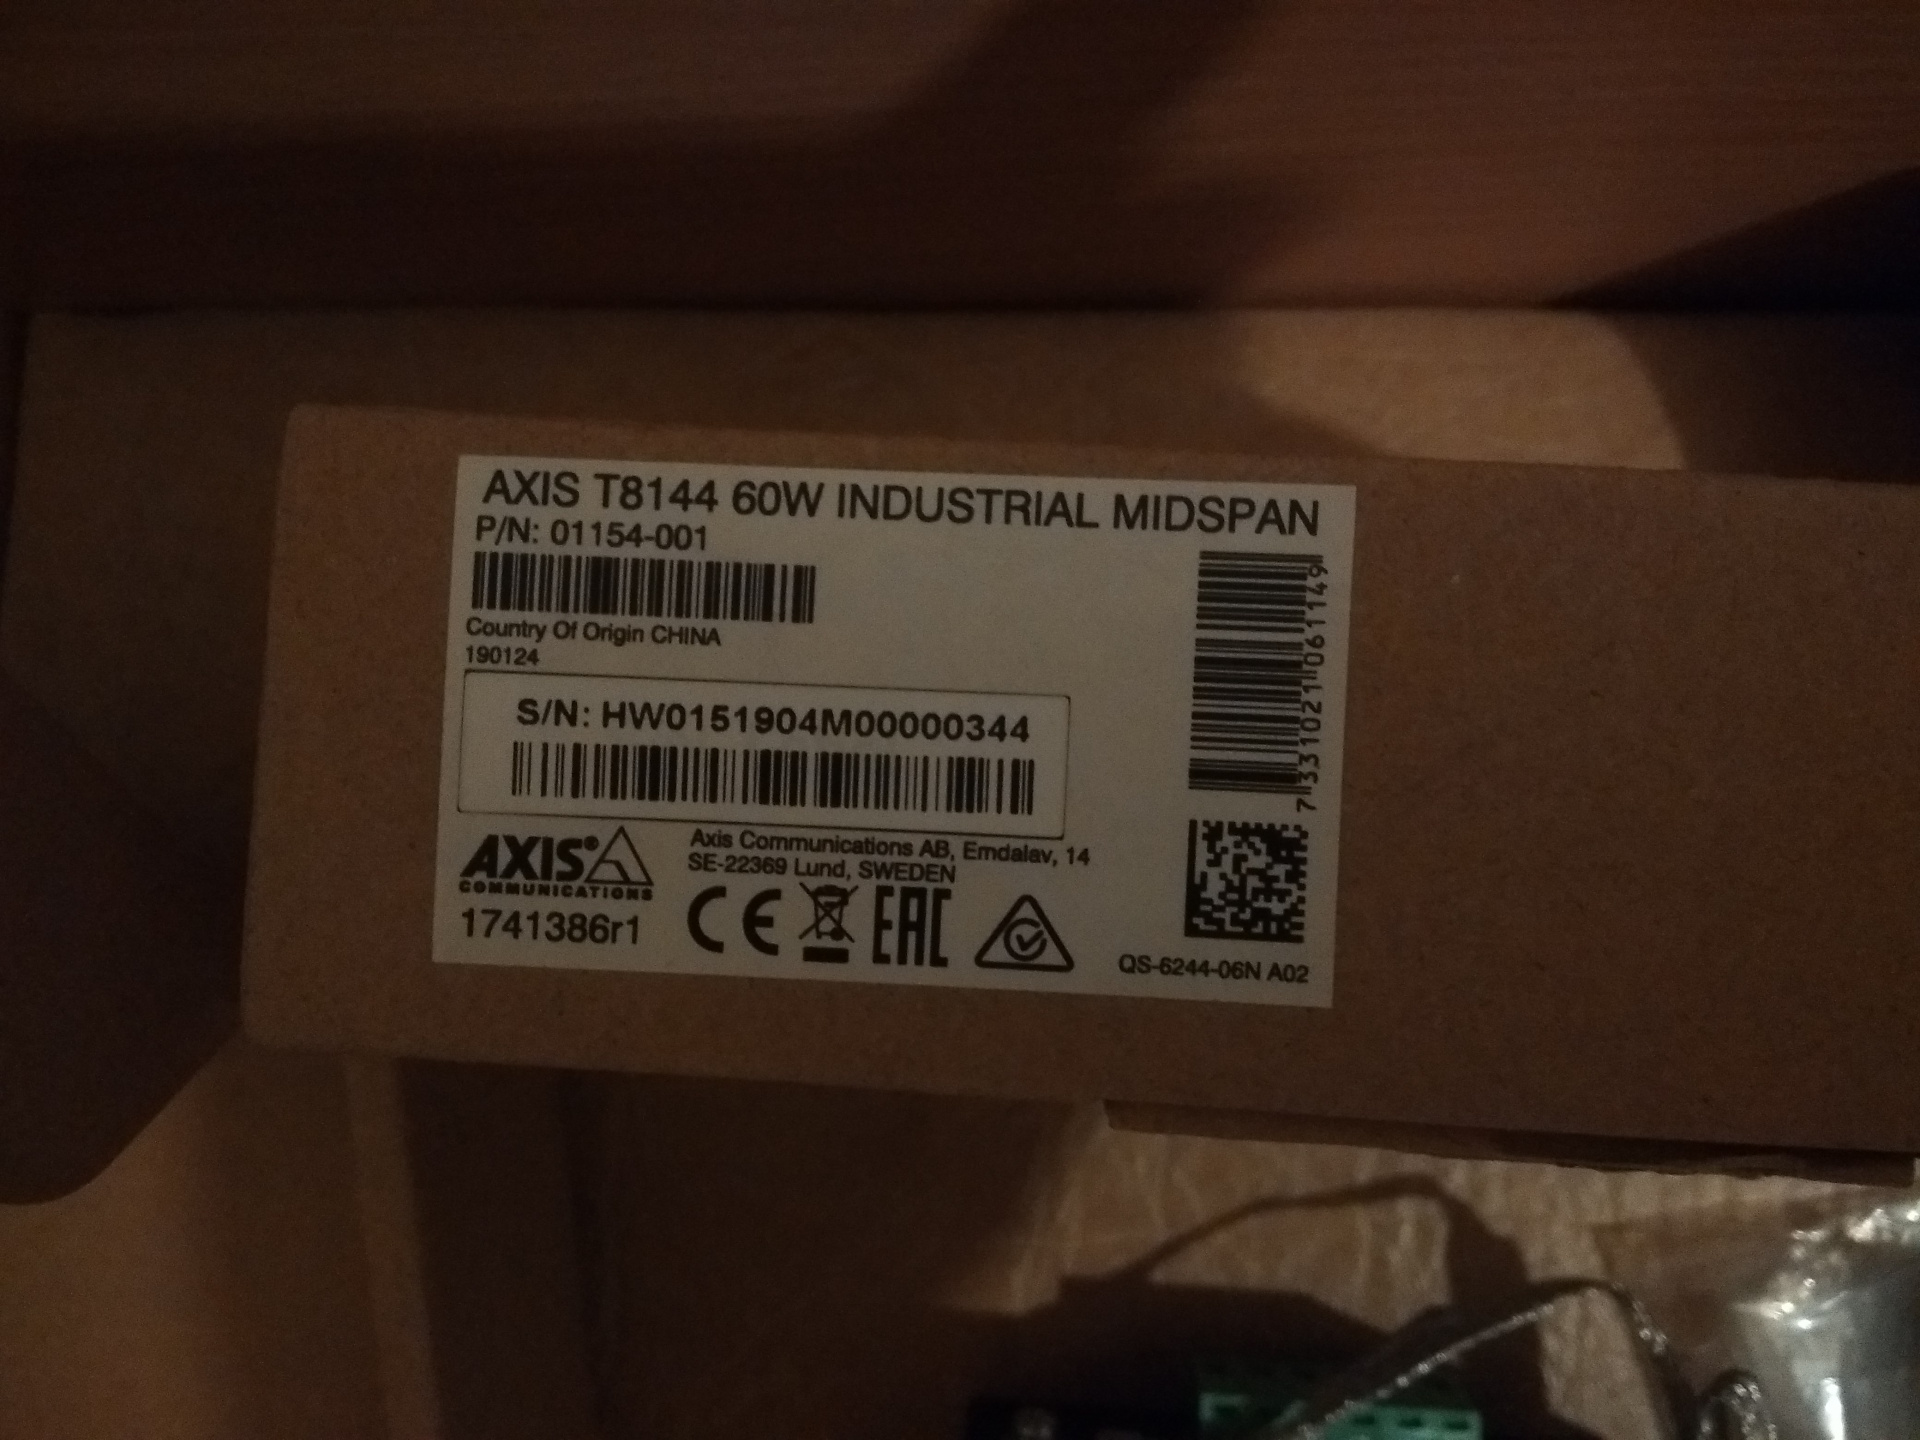 AXIS T8144 60W INDUSTRIAL MIDSPAN
P/N: 01154-001
Country Of Origin CHINA
190124
S/N: HW0151904M00000344
7331021061149
AXIS®
COMMUNICATIONS
1741386r1
Axis Communications AB, Emdalav, 14
SE-22369 Lund, SWEDEN
CE
EAC
QS-6244-06N A02